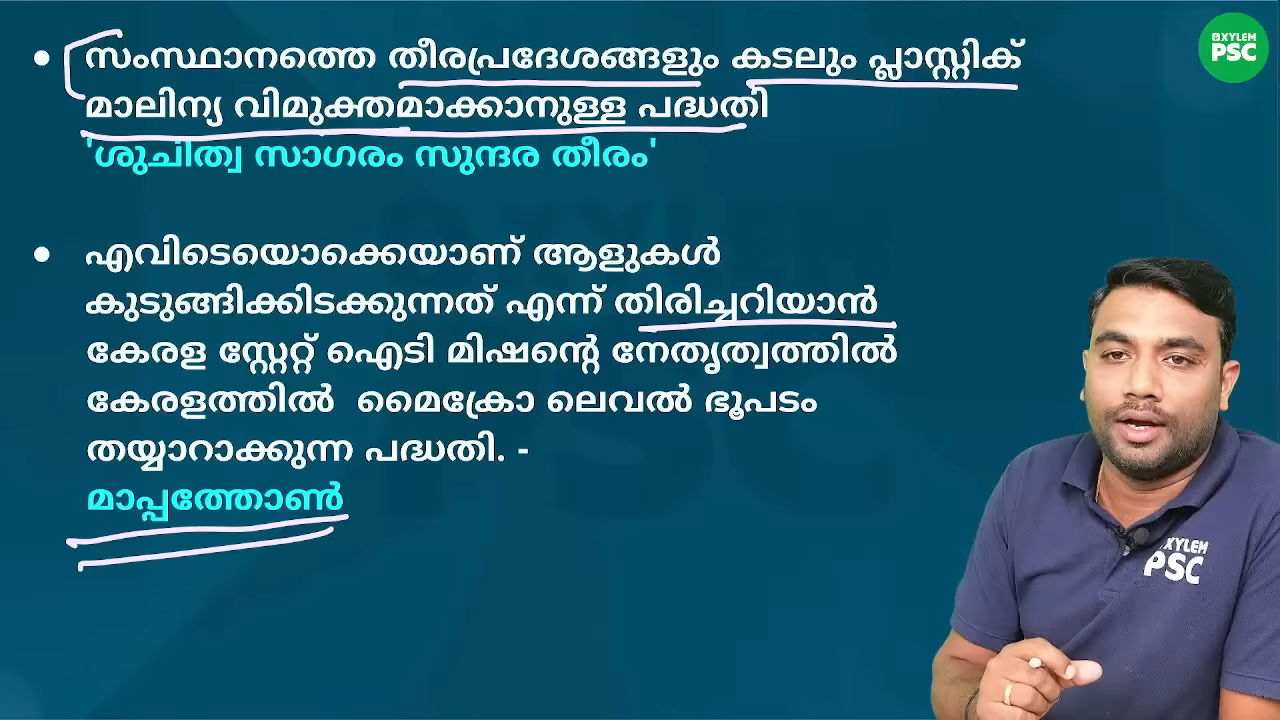 XYLEM
PSC
സംസ്ഥാനത്തെ തീരപ്രദേശങ്ങളും കടലും പ്ലാസ്റ്റിക്
മാലിന്യ വിമുക്തമാക്കാനുള്ള പദ്ധതി
'ശുചിത്വ സാഗരം സുന്ദര തീരം'
എവിടെയൊക്കെയാണ് ആളുകൾ
കുടുങ്ങിക്കിടക്കുന്നത് എന്ന് തിരിച്ചറിയാൻ
കേരള സ്റ്റേറ്റ് ഐടി മിഷന്റെ നേതൃത്വത്തിൽ
കേരളത്തിൽ മൈക്രോ ലെവൽ ഭൂപടം
തയ്യാറാക്കുന്ന പദ്ധതി. -
മാപ്പത്തോൺ
XYLEM
PSC